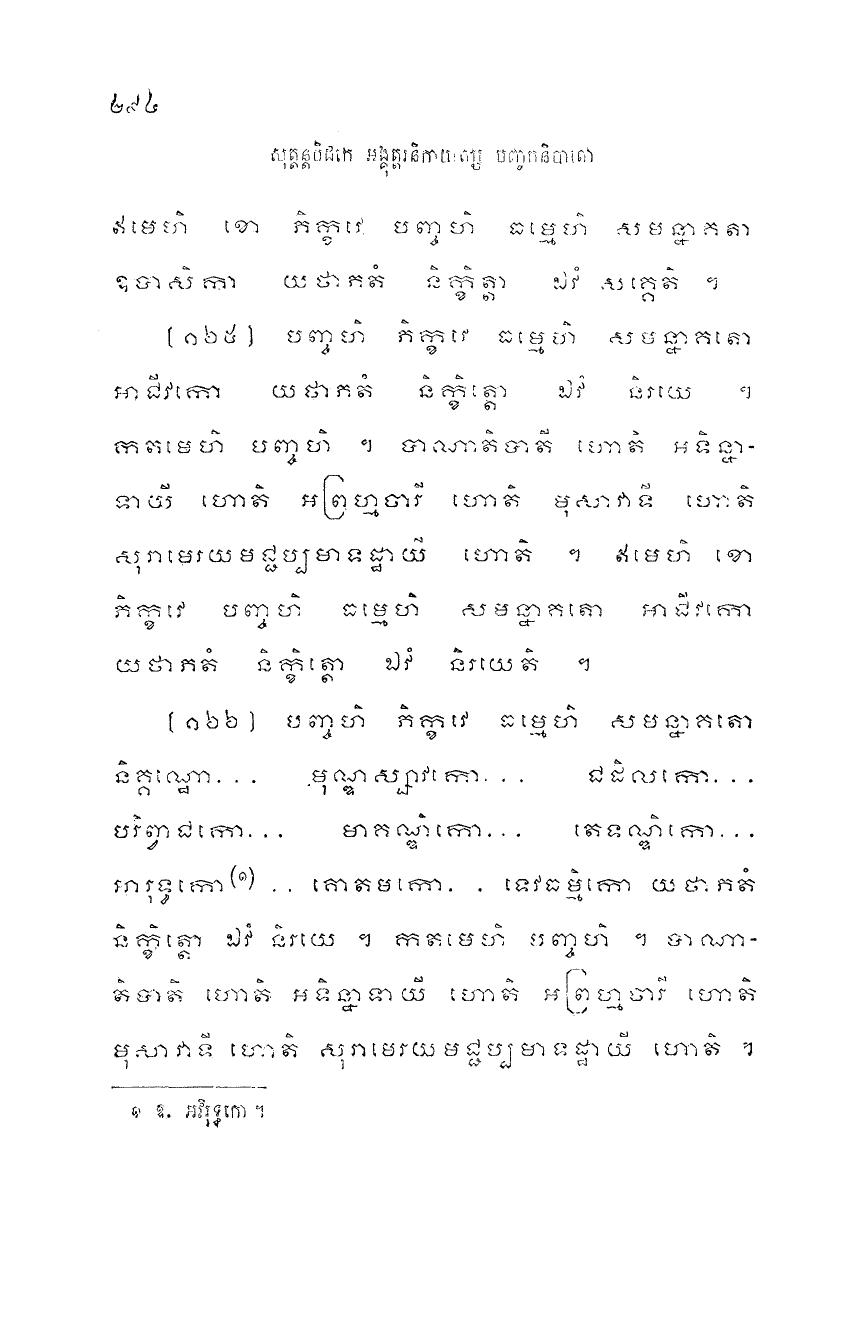 ២៩៤
សុត្តន្តបិដកេ អង្គុត្តរនិកាយស្ស បញ្ចកនិបាតោ
ឥមេហិ ខោ ភិក្ខវេ បញ្ចហិ ធម្មេហិ សមន្នាគតា
ឧបាសិកា យថាភតំ និក្ខិត្តា ឯវំ សគ្គេតិ ។
(១៦៥) បញ្ចហិ ភិក្ខវេ ធម្មេហិ សមន្នាគតោ
អាជីវកោ យថាភតំ និក្ខិត្តោ ឯវំ និរយេ ។
កតមេហិ បញ្ចហិ ។ បាណាតិបាតី ហោតិ អទិន្នា-
ទាយី ហោតិ អព្រហ្មចារី ហោតិ មុសាវាទី ហោតិ
សុរាមេរយមជ្ជប្បមាទដ្ឋាយី ហោតិ ។ ឥមេហិ ខោ
ភិក្ខវេ បញ្ចហិ ធម្មេហិ សមន្នាគតោ អាជីវកោ
យថាភតំ និក្ខិត្តោ ឯវំ និរយេតិ ។
(១៦៦) បញ្ចហិ ភិក្ខវេ ធម្មេហិ សមន្នាគតោ
និគ្គណ្ឋោ... មុណ្ឌស្សាវកោ... ជដិលកោ...
បរិព្វាជកោ... មាគណ្ឌិកោ... តេទណ្ឌិកោ...
អារុទ្ធកោ(១) .. គោតមកោ. . ទេវធម្មិកោ យថាភតំ
និក្ខិត្តោ ឯវំ និរយេ ។ កតមេហិ បញ្ចហិ ។ បាណា-
តិបាតី ហោតិ អទិន្នាទាយី ហោតិ អព្រហ្មចារី ហោតិ
មុសាវាទី ហោតិ សុរាមេរយមជ្ជប្បមាទដ្ឋាយី ហោតិ ។
១ ឱ. អវិរុទ្ធកោ ។